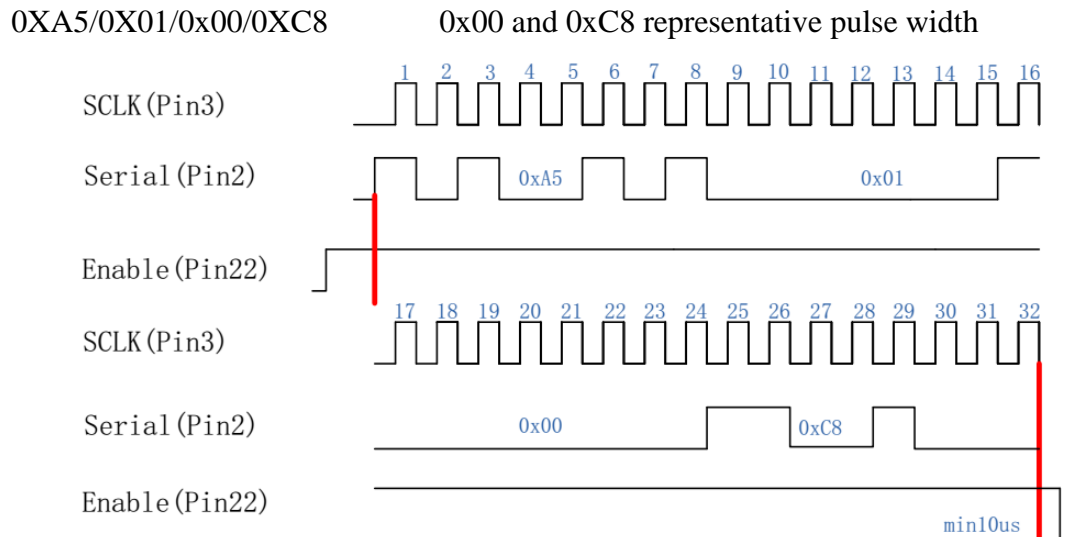 0XA5/0X01/0x00/0XC8 0x00 and 0xC8 representative pulse width
1 2 3 4 5 6 7 8 9 10 11 12 13 14 15 16
SCLK(Pin3)
Serial(Pin2) 0xA5 0x01
Enable(Pin22)
17 18 19 20 21 22 23 24 25 26 27 28 29 30 31 32
SCLK(Pin3)
Serial(Pin2) 0x00 0xC8
Enable(Pin22)
min10us